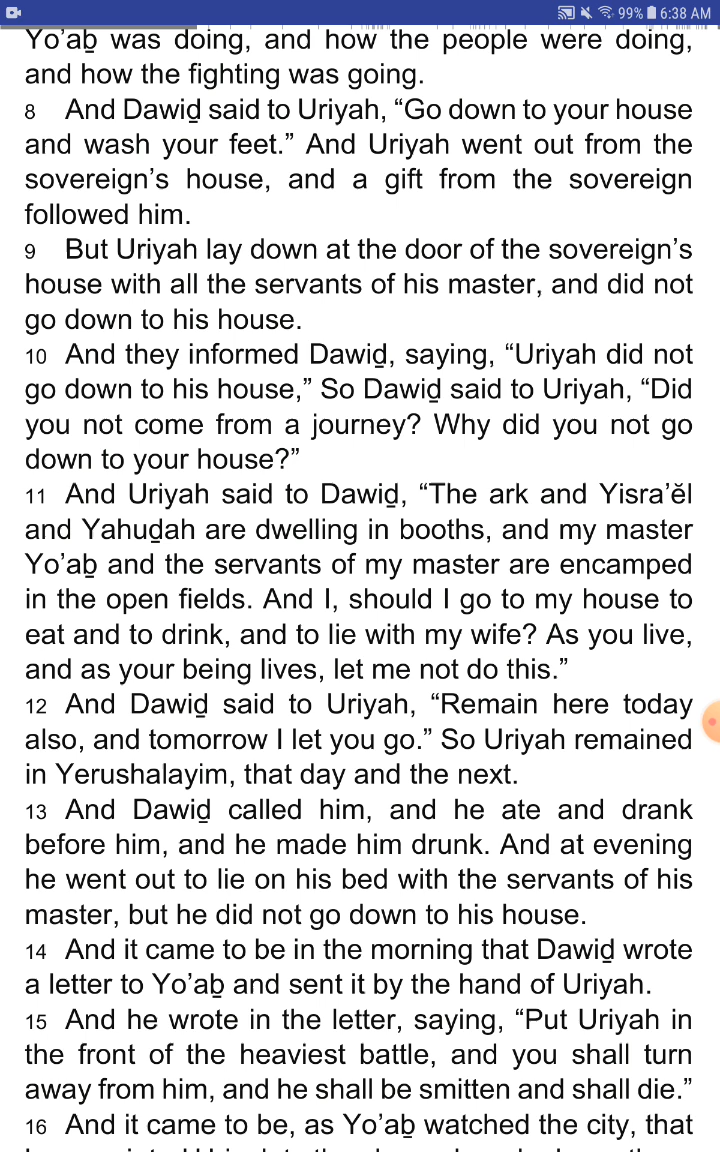 99% 6:38 AM
Yo’aḇ was doing, and how the people were doing,
and how the fighting was going.
8 And Dawiḏ said to Uriyah, “Go down to your house
and wash your feet.” And Uriyah went out from the
sovereign’s house, and a gift from the sovereign
followed him.
9 But Uriyah lay down at the door of the sovereign’s
house with all the servants of his master, and did not
go down to his house.
10 And they informed Dawiḏ, saying, “Uriyah did not
go down to his house,” So Dawiḏ said to Uriyah, “Did
you not come from a journey? Why did you not go
down to your house?”
11 And Uriyah said to Dawiḏ, “The ark and Yisra’ĕl
and Yahuḏah are dwelling in booths, and my master
Yo’aḇ and the servants of my master are encamped
in the open fields. And I, should I go to my house to
eat and to drink, and to lie with my wife? As you live,
and as your being lives, let me not do this.”
12 And Dawiḏ said to Uriyah, “Remain here today
also, and tomorrow I let you go.” So Uriyah remained
in Yerushalayim, that day and the next.
13 And Dawiḏ called him, and he ate and drank
before him, and he made him drunk. And at evening
he went out to lie on his bed with the servants of his
master, but he did not go down to his house.
14 And it came to be in the morning that Dawiḏ wrote
a letter to Yo’aḇ and sent it by the hand of Uriyah.
15 And he wrote in the letter, saying, “Put Uriyah in
the front of the heaviest battle, and you shall turn
away from him, and he shall be smitten and shall die.”
16 And it came to be, as Yo’aḇ watched the city, that